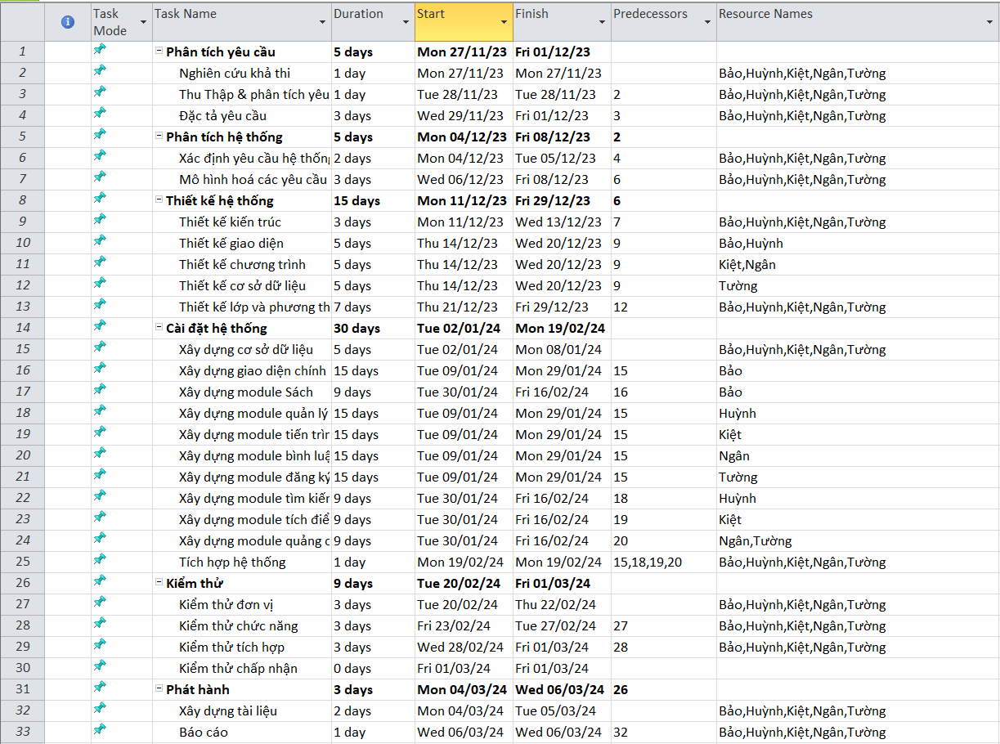 Task Mode Task Name Duration Start Finish Predecessors Resource Names
1 Phân tích yêu cầu 5 days Mon 27/11/23 Fri 01/12/23
2 Nghiên cứu khả thi 1 day Mon 27/11/23 Mon 27/11/23 Bảo,Huỳnh,Kiệt,Ngân,Tường
3 Thu Thập & phân tích yêu 1 day Tue 28/11/23 Tue 28/11/23 2 Bảo,Huỳnh,Kiệt,Ngân,Tường
4 Đặc tả yêu cầu 3 days Wed 29/11/23 Fri 01/12/23 3 Bảo,Huỳnh,Kiệt,Ngân,Tường
5 Phân tích hệ thống 5 days Mon 04/12/23 Fri 08/12/23 2
6 Xác định yêu cầu hệ thống 2 days Mon 04/12/23 Tue 05/12/23 4 Bảo,Huỳnh,Kiệt,Ngân,Tường
7 Mô hình hoá các yêu cầu 3 days Wed 06/12/23 Fri 08/12/23 6 Bảo,Huỳnh,Kiệt,Ngân,Tường
8 Thiết kế hệ thống 15 days Mon 11/12/23 Fri 29/12/23 6
9 Thiết kế kiến trúc 3 days Mon 11/12/23 Wed 13/12/23 7 Bảo,Huỳnh,Kiệt,Ngân,Tường
10 Thiết kế giao diện 5 days Thu 14/12/23 Wed 20/12/23 9 Bảo,Huỳnh
11 Thiết kế chương trình 5 days Thu 14/12/23 Wed 20/12/23 9 Kiệt,Ngân
12 Thiết kế cơ sở dữ liệu 5 days Thu 14/12/23 Wed 20/12/23 9 Tường
13 Thiết kế lớp và phương th 7 days Thu 21/12/23 Fri 29/12/23 12 Bảo,Huỳnh,Kiệt,Ngân,Tường
14 Cài đặt hệ thống 30 days Tue 02/01/24 Mon 19/02/24
15 Xây dựng cơ sở dữ liệu 5 days Tue 02/01/24 Mon 08/01/24 Bảo,Huỳnh,Kiệt,Ngân,Tường
16 Xây dựng giao diện chính 15 days Tue 09/01/24 Mon 29/01/24 15 Bảo
17 Xây dựng module Sách 9 days Tue 30/01/24 Fri 16/02/24 16 Bảo
18 Xây dựng module quản lý 15 days Tue 09/01/24 Mon 29/01/24 15 Huỳnh
19 Xây dựng module tiến trìn 15 days Tue 09/01/24 Mon 29/01/24 15 Kiệt
20 Xây dựng module bình luậ 15 days Tue 09/01/24 Mon 29/01/24 15 Ngân
21 Xây dựng module đăng ký 15 days Tue 09/01/24 Mon 29/01/24 15 Tường
22 Xây dựng module tìm kiến 9 days Tue 30/01/24 Fri 16/02/24 18 Huỳnh
23 Xây dựng module tích điể 9 days Tue 30/01/24 Fri 16/02/24 19 Kiệt
24 Xây dựng module quảng c 9 days Tue 30/01/24 Fri 16/02/24 20 Ngân,Tường
25 Tích hợp hệ thống 1 day Mon 19/02/24 Mon 19/02/24 15,18,19,20 Bảo,Huỳnh,Kiệt,Ngân,Tường
26 Kiểm thử 9 days Tue 20/02/24 Fri 01/03/24
27 Kiểm thử đơn vị 3 days Tue 20/02/24 Thu 22/02/24 Bảo,Huỳnh,Kiệt,Ngân,Tường
28 Kiểm thử chức năng 3 days Fri 23/02/24 Tue 27/02/24 27 Bảo,Huỳnh,Kiệt,Ngân,Tường
29 Kiểm thử tích hợp 3 days Wed 28/02/24 Fri 01/03/24 28 Bảo,Huỳnh,Kiệt,Ngân,Tường
30 Kiểm thử chấp nhận 0 days Fri 01/03/24 Fri 01/03/24
31 Phát hành 3 days Mon 04/03/24 Wed 06/03/24 26
32 Xây dựng tài liệu 2 days Mon 04/03/24 Tue 05/03/24 Bảo,Huỳnh,Kiệt,Ngân,Tường
33 Báo cáo 1 day Wed 06/03/24 Wed 06/03/24 32 Bảo,Huỳnh,Kiệt,Ngân,Tường